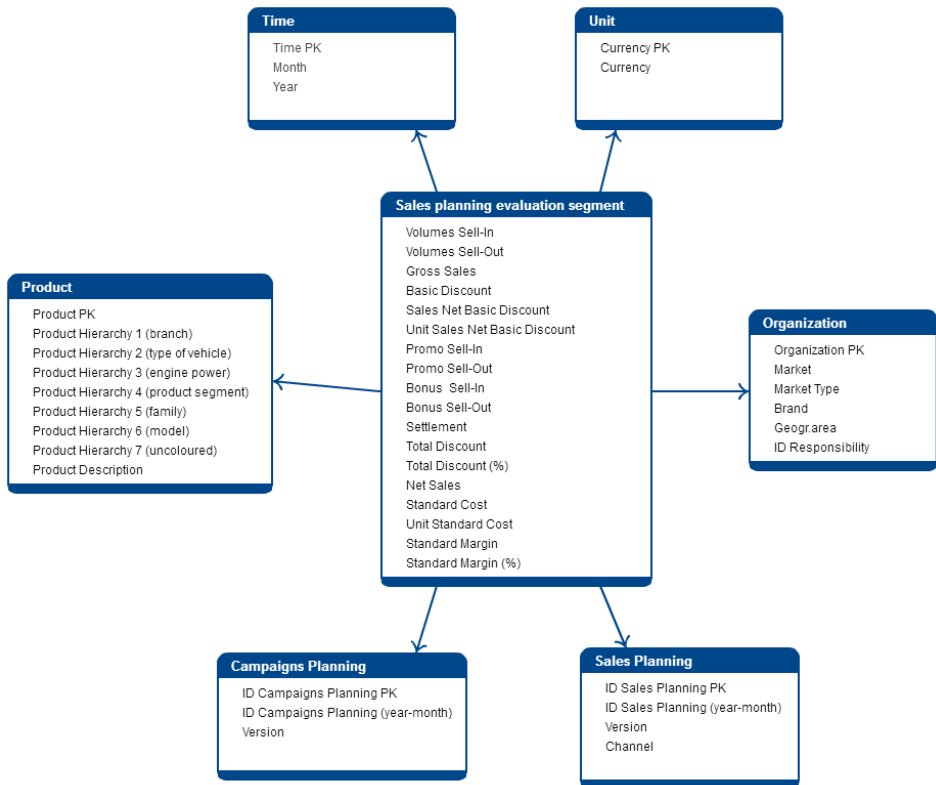 Time
Time PK
Month
Year
Unit
Currency PK
Currency
Sales planning evaluation segment
Volumes Sell-In
Volumes Sell-Out
Gross Sales
Basic Discount
Sales Net Basic Discount
Unit Sales Net Basic Discount
Promo Sell-In
Promo Sell-Out
Bonus  Sell-In
Bonus Sell-Out
Settlement
Total Discount
Total Discount (%)
Net Sales
Standard Cost
Unit Standard Cost
Standard Margin
Standard Margin (%)
Product
Product PK
Product Hierarchy 1 (branch)
Product Hierarchy 2 (type of vehicle)
Product Hierarchy 3 (engine power)
Product Hierarchy 4 (product segment)
Product Hierarchy 5 (family)
Product Hierarchy 6 (model)
Product Hierarchy 7 (uncoloured)
Product Description
Organization
Organization PK
Market
Market Type
Brand
Geogr.area
ID Responsibility
Campaigns Planning
ID Campaigns Planning PK
ID Campaigns Planning (year-month)
Version
Sales Planning
ID Sales Planning PK
ID Sales Planning (year-month)
Version
Channel